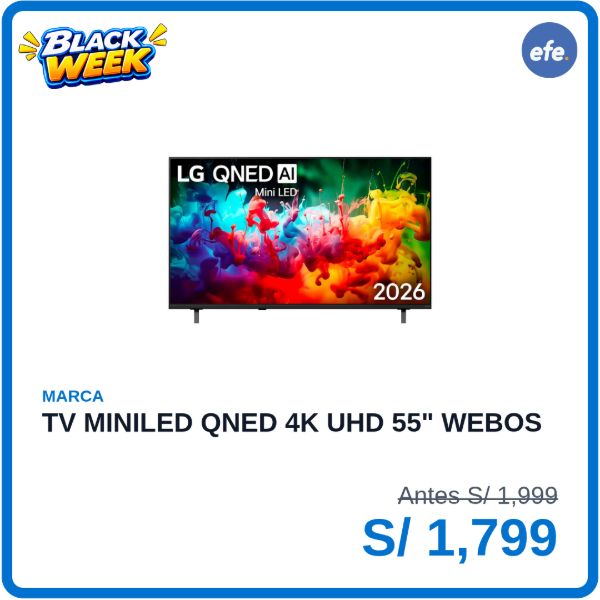 BLACK
WEEK
efe.
LG QNED AI
Mini LED
2026
MARCA
TV MINILED QNED 4K UHD 55" WEBOS
Antes S/ 1,999
S/ 1,799